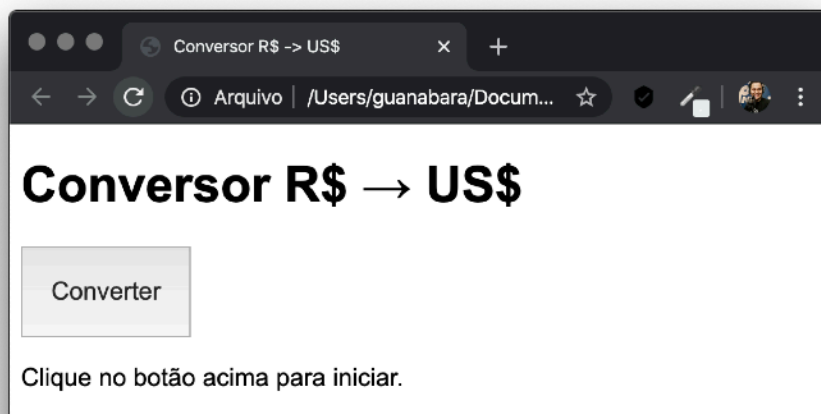 Conversor R$ -> US$
Arquivo | /Users/guanabara/Docum...
Conversor R$ → US$
Converter
Clique no botão acima para iniciar.